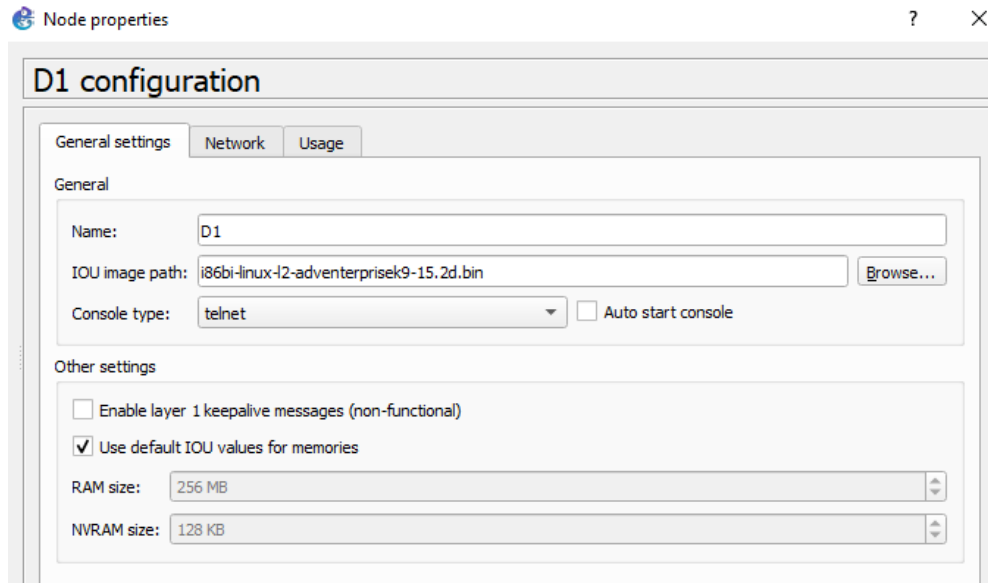 Node properties ? ×
D1 configuration
General settings Network Usage
General
Name: D1
IOU image path: i86bi-linux-l2-adventerprisek9-15.2d.bin Browse...
Console type: telnet Auto start console
Other settings
Enable layer 1 keepalive messages (non-functional)
Use default IOU values for memories
RAM size: 256 MB
NVRAM size: 128 KB